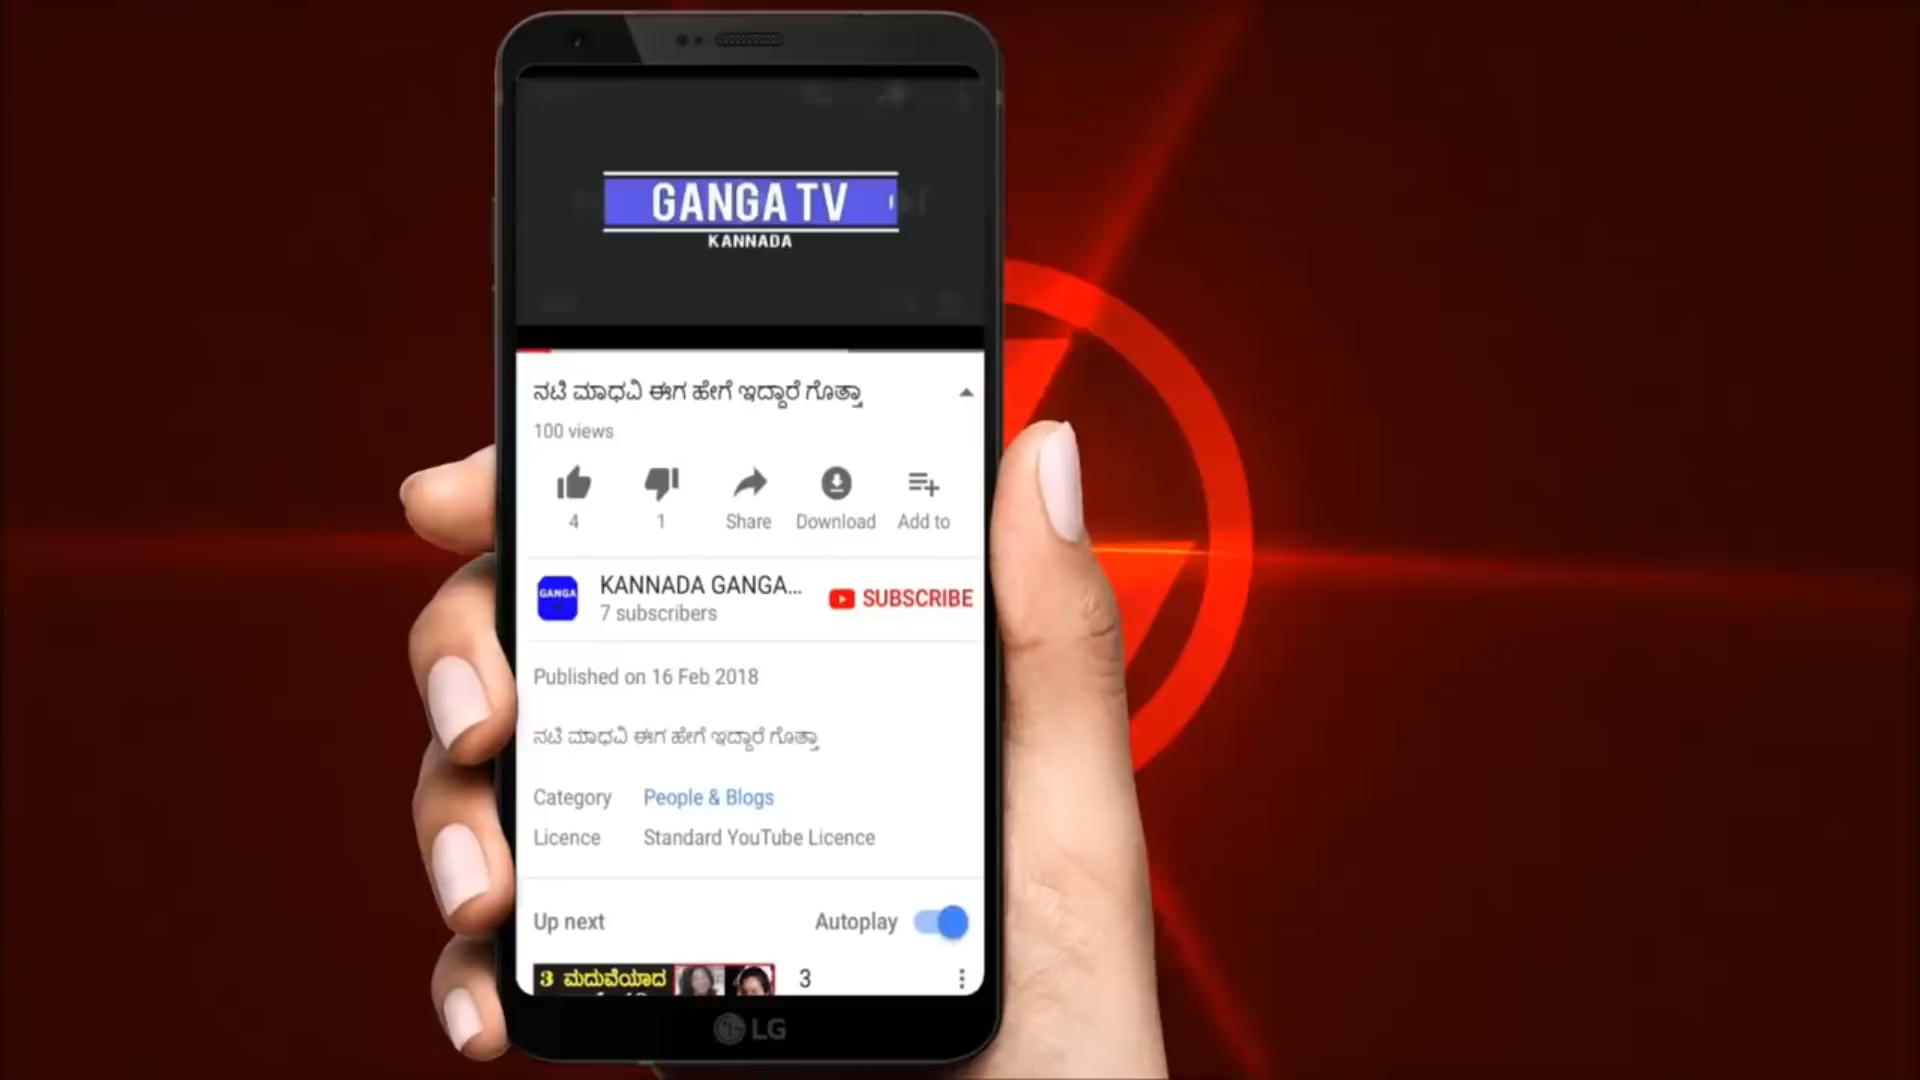 GANGA TV
KANNADA
ನಟಿ ಮಾಧವಿ ಈಗ ಹೇಗೆ ಇದ್ದಾರೆ ಗೊತ್ತಾ
100 views
4 1 Share Download Add to
GANGA
KANNADA GANGA...
7 subscribers
SUBSCRIBE
Published on 16 Feb 2018
ನಟಿ ಮಾಧವಿ ಈಗ ಹೇಗೆ ಇದ್ದಾರೆ ಗೊತ್ತಾ
Category People & Blogs
Licence Standard YouTube Licence
Up next Autoplay
3 ಮದುವೆಯಾದ
3
LG